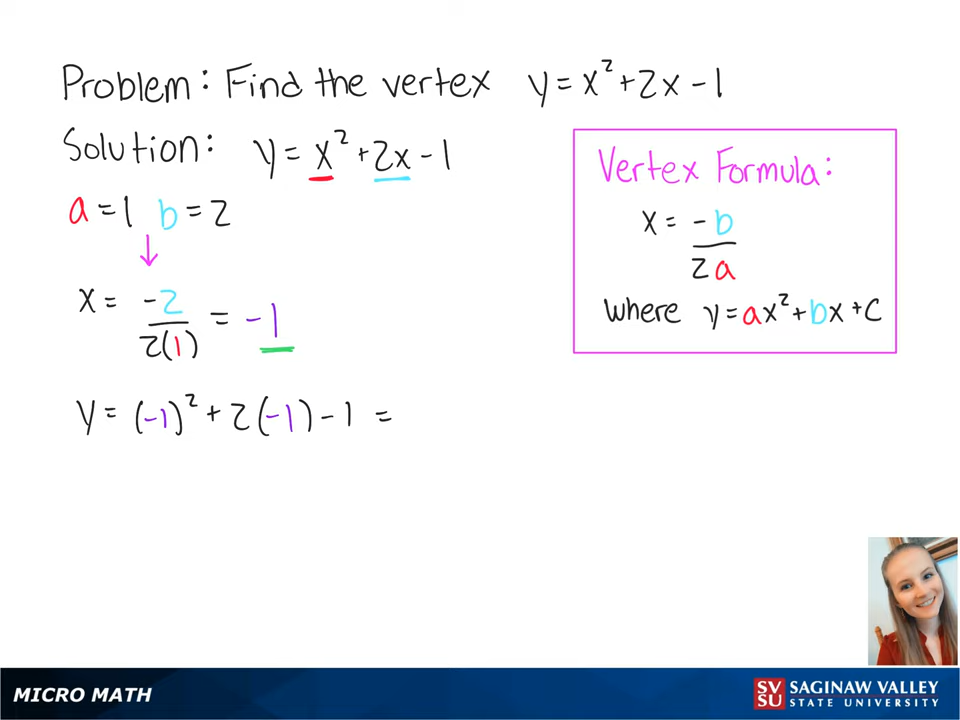 Problem: Find the vertex y = x² + 2x - 1
Solution: y = x² + 2x - 1
a = 1 b = 2
↓
x = -2/2(1) = -1
y = (-1)² + 2(-1) - 1 =
Vertex Formula:
x = -b/2a
where y = ax² + bx + c
MICRO MATH
SV SU SAGINAW VALLEY
STATE UNIVERSITY